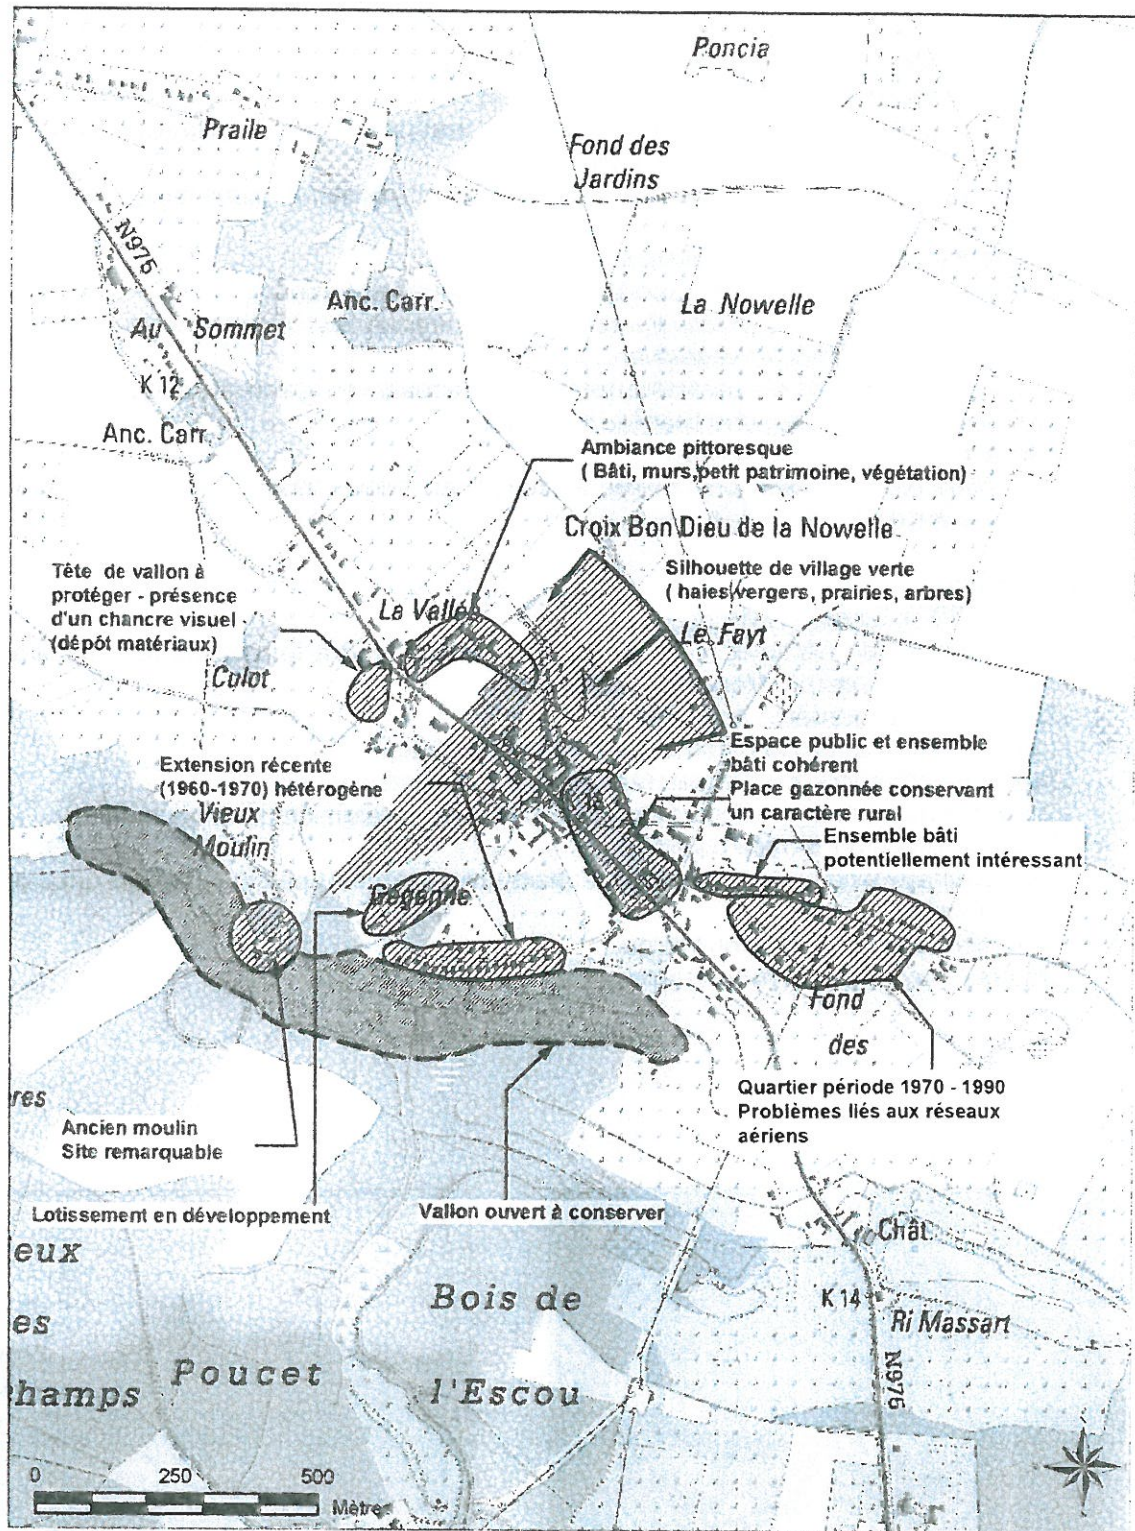 Poncia
Praile
Fond des
Jardins
N975
Anc. Carr.
La Nowelle
Au Sommet
K 12
Anc. Carr.
Ambiance pittoresque
( Bâti, murs,petit patrimoine, végétation)
Croix Bon Dieu de la Nowelle
Tête de vallon à
protéger - présence
d'un chancre visuel
(dépôt matériaux)
Silhouette de village verte
( haies, vergers, prairies, arbres)
La Vallée
Le Fayt
Culot
Espace public et ensemble
bâti cohérent
Place gazonnée conservant
un caractère rural
Extension récente
(1960-1970) hétérogène
Vieux
Moulin
Ensemble bâti
potentiellement intéressant
Gégenne
Fond
des
Quartier période 1970 - 1990
Problèmes liés aux réseaux
aériens
res
Ancien moulin
Site remarquable
Lotissement en développement
Vallon ouvert à conserver
Chât.
eux
Bois de
K 14
es
Ri Massart
Poucet
l'Escou
champs
N976
0 250 500
Mètre